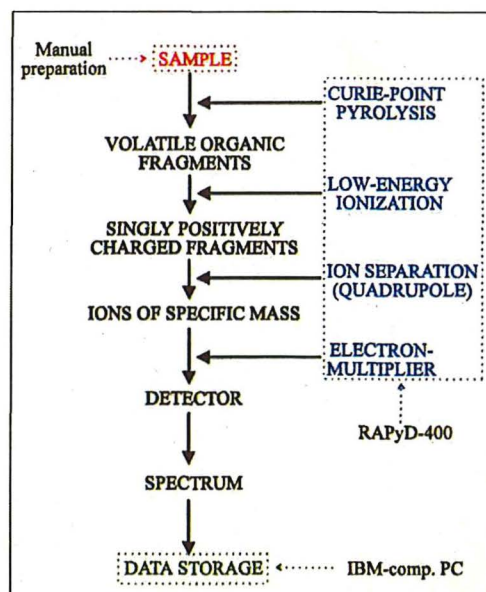 Manual
preparation
SAMPLE
CURIE-POINT
PYROLYSIS
VOLATILE ORGANIC
FRAGMENTS
LOW-ENERGY
IONIZATION
SINGLY POSITIVELY
CHARGED FRAGMENTS
ION SEPARATION
(QUADRUPOLE)
IONS OF SPECIFIC MASS
ELECTRON-
MULTIPLIER
DETECTOR
RAPyD-400
SPECTRUM
DATA STORAGE
IBM-comp. PC